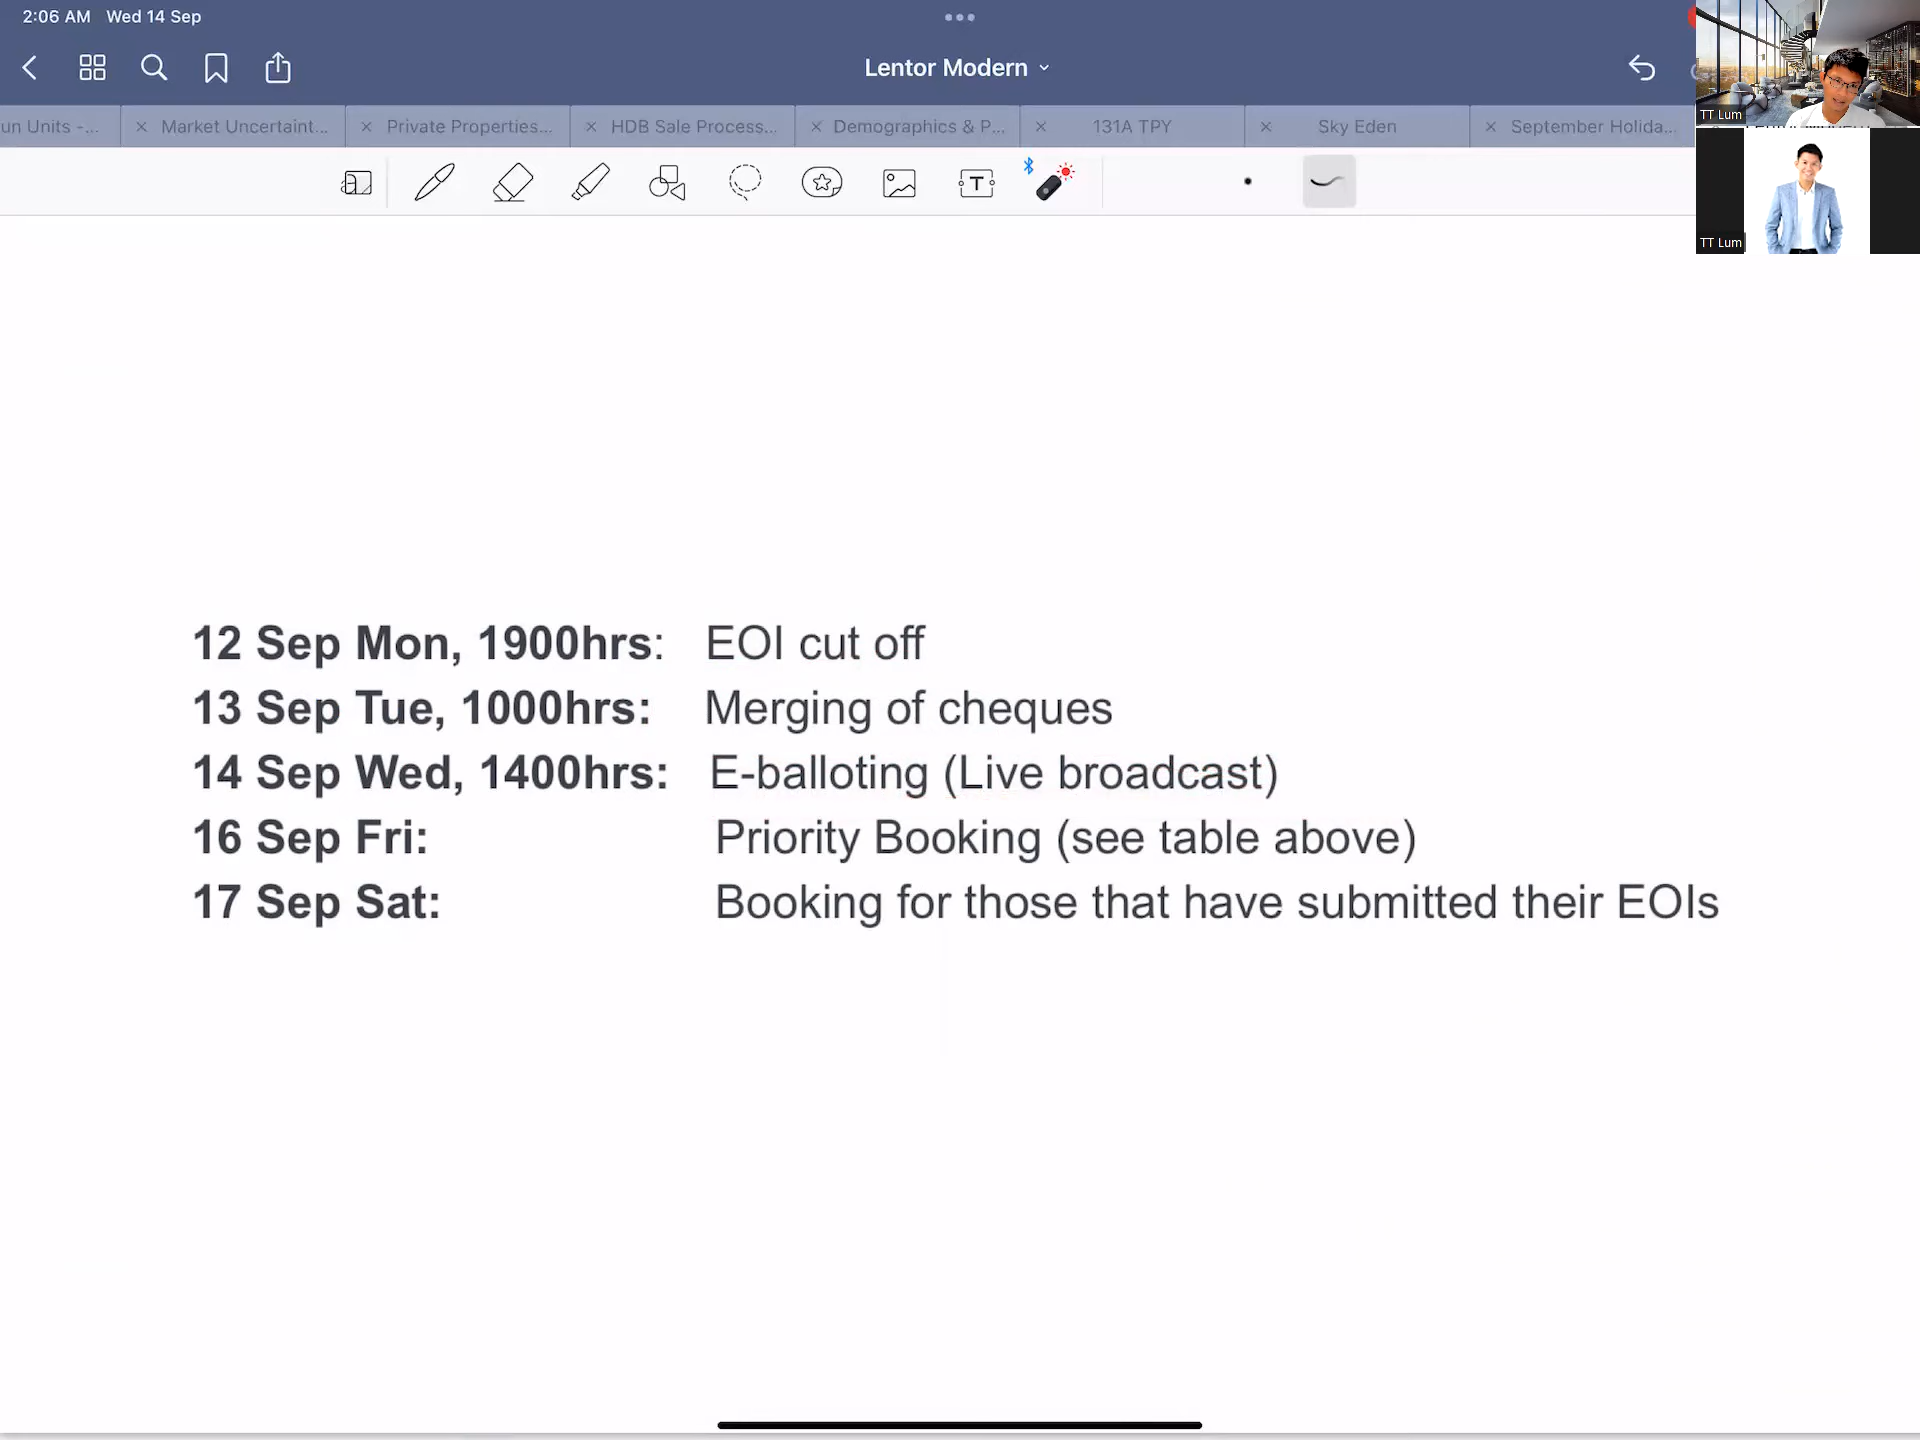 2:06 AM Wed 14 Sep
Lentor Modern
un Units -...
Market Uncertaint...
Private Properties...
HDB Sale Process...
Demographics & P...
131A TPY
Sky Eden
September Holida...
TT Lum
TT Lum
12 Sep Mon, 1900hrs: EOI cut off
13 Sep Tue, 1000hrs: Merging of cheques
14 Sep Wed, 1400hrs: E-balloting (Live broadcast)
16 Sep Fri: Priority Booking (see table above)
17 Sep Sat: Booking for those that have submitted their EOIs